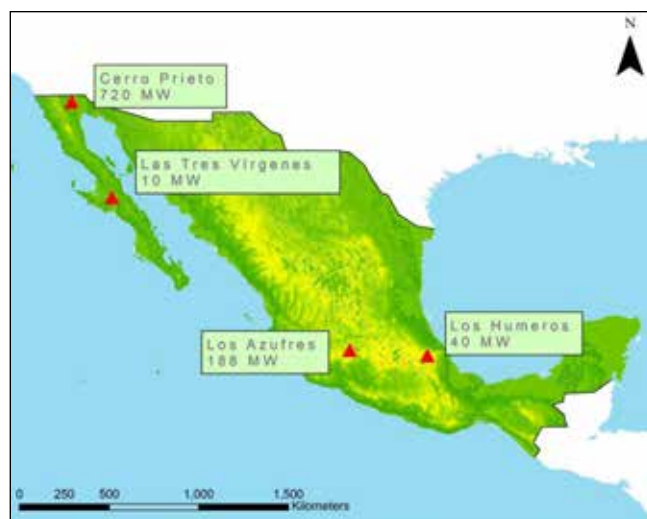 N
Cerro Prieto
720 MW
Las Tres Vírgenes
10 MW
Los Azufres
188 MW
Los Humeros
40 MW
0 250 500 1,000 1,500
Kilometers